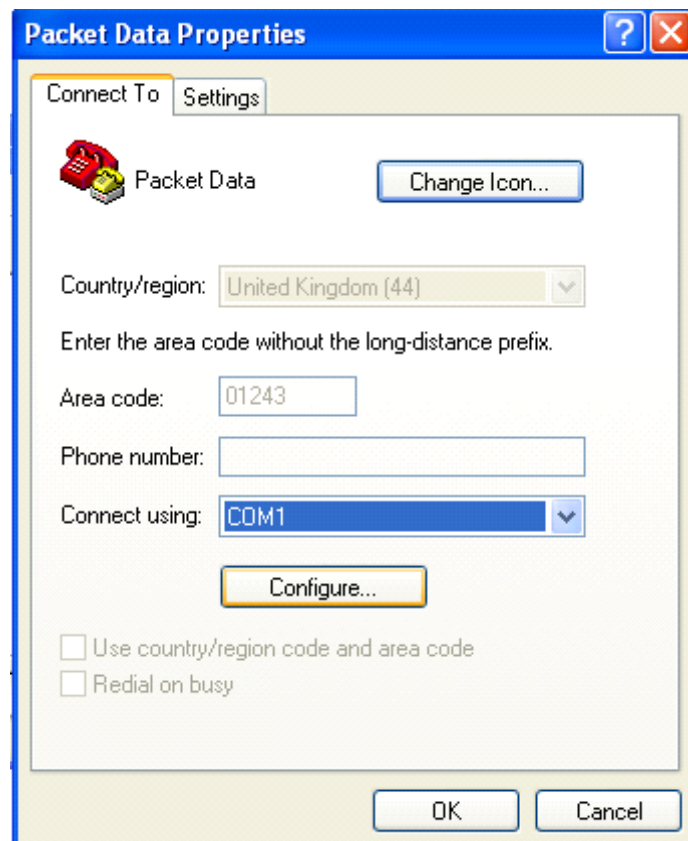 Packet Data Properties
Connect To Settings
Packet Data Change Icon...
Country/region: United Kingdom (44)
Enter the area code without the long-distance prefix.
Area code: 01243
Phone number:
Connect using: COM1
Configure...
Use country/region code and area code
Redial on busy
OK Cancel